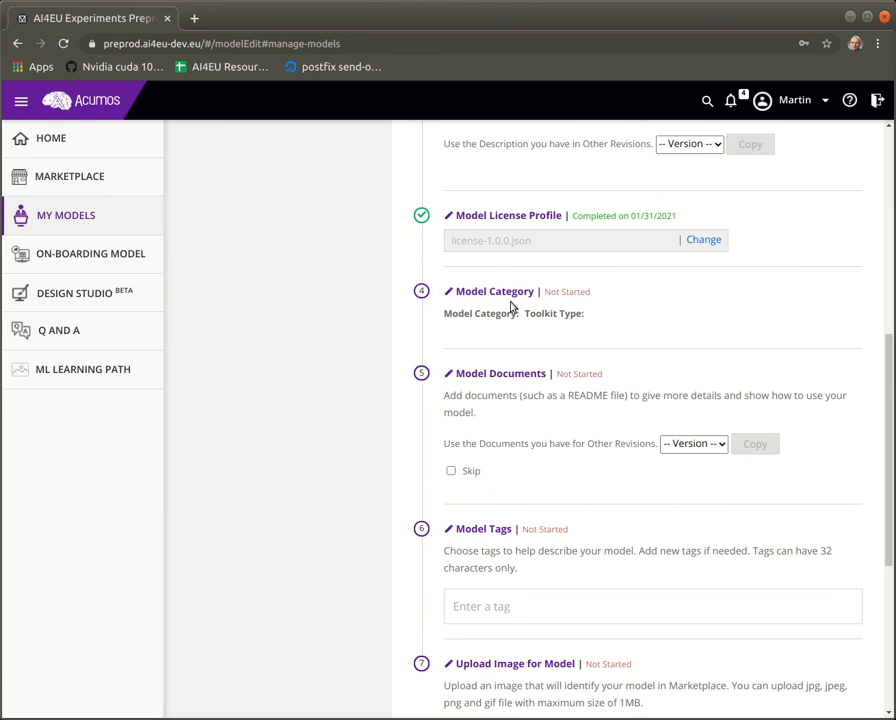 AI4EU Experiments Prepr
preprod.ai4eu-dev.eu/#/modelEdit#manage-models
Apps
Nvidia cuda 10...
AI4EU Resour...
postfix send-o...
Acumos
4
Martin
HOME
MARKETPLACE
MY MODELS
ON-BOARDING MODEL
DESIGN STUDIO BETA
Q AND A
ML LEARNING PATH
Use the Description you have in Other Revisions. -- Version -- Copy
Model License Profile | Completed on 01/31/2021
license-1.0.0.json | Change
4 Model Category | Not Started
Model Category: Toolkit Type:
5 Model Documents | Not Started
Add documents (such as a README file) to give more details and show how to use your
model.
Use the Documents you have for Other Revisions. -- Version -- Copy
Skip
6 Model Tags | Not Started
Choose tags to help describe your model. Add new tags if needed. Tags can have 32
characters only.
Enter a tag
7 Upload Image for Model | Not Started
Upload an image that will identify your model in Marketplace. You can upload jpg, jpeg,
png and gif file with maximum size of 1MB.